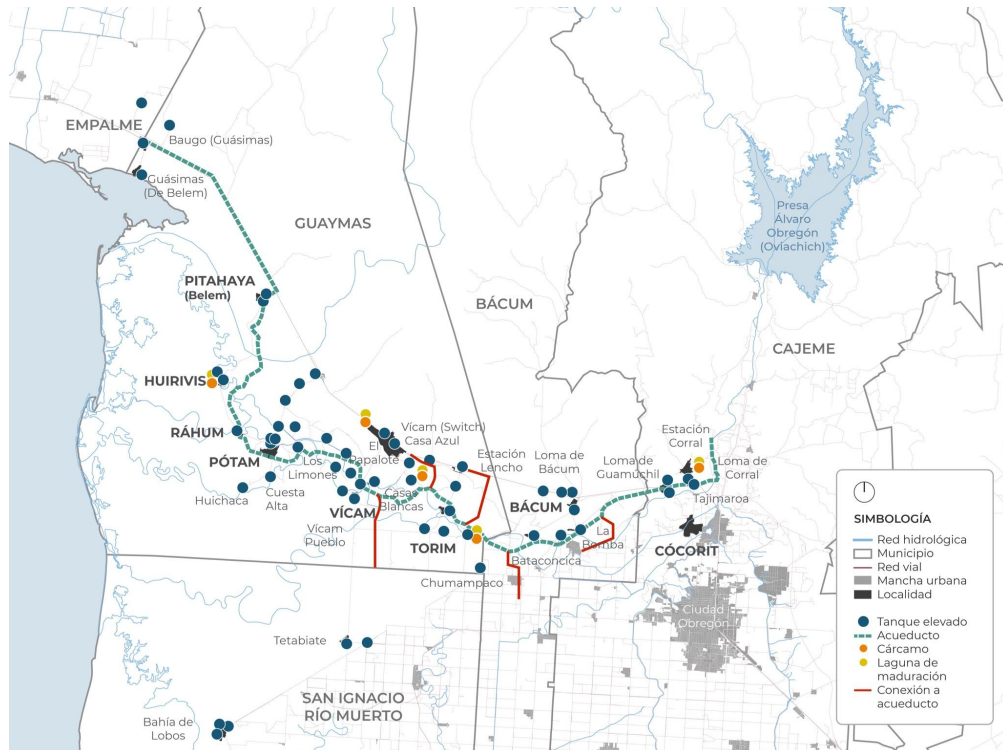 EMPALME
Baugo (Guásimas)
Guásimas
(De Belem)
GUAYMAS
Presa
Álvaro
Obregón
(Oviachich)
PITAHAYA
(Belem)
BÁCUM
CAJEME
HUIRIVIS
RÁHUM
PÓTAM
Huichaca
Cuesta
Alta
Los
Limones
El
Papalote
Vícam (Switch)
Casa Azul
Estación
Lencho
Casas
Blancas
VÍCAM
Vícam
Pueblo
TORIM
Chumampaco
Loma de
Bácum
BÁCUM
Bataconcica
La
Bomba
Loma de
Guamuchil
Estación
Corral
Loma de
Corral
Tajimaroa
CÓCORIT
Ciudad
Obregón
Tetabiate
SAN IGNACIO
RÍO MUERTO
Bahía de
Lobos
SIMBOLOGÍA
Red hidrológica
Municipio
Red vial
Mancha urbana
Localidad
Tanque elevado
Acueducto
Cárcamo
Laguna de
maduración
Conexión a
acueducto